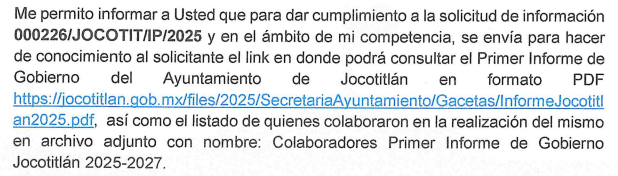 Me permito informar a Usted que para dar cumplimiento a la solicitud de información
000226/JOCOTIT/IP/2025 y en el ámbito de mi competencia, se envía para hacer
de conocimiento al solicitante el link en donde podrá consultar el Primer Informe de
Gobierno del Ayuntamiento de Jocotitlán en formato PDF
https://jocotitlan.gob.mx/files/2025/SecretariaAyuntamiento/Gacetas/InformeJocotitl
an2025.pdf, así como el listado de quienes colaboraron en la realización del mismo
en archivo adjunto con nombre: Colaboradores Primer Informe de Gobierno
Jocotitlán 2025-2027.